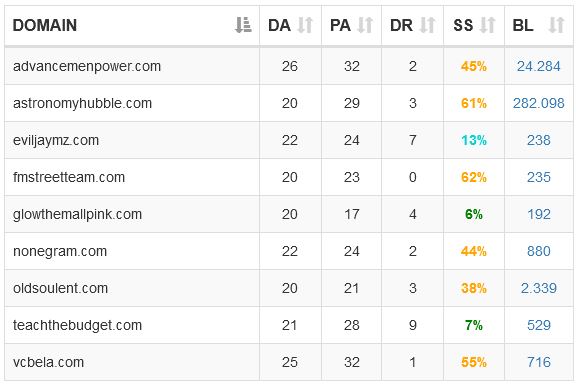 DOMAIN DA PA DR SS BL
advancemenpower.com 26 32 2 45% 24.284
astronomyhubble.com 20 29 3 61% 282.098
eviljaymz.com 22 24 7 13% 238
fmstreetteam.com 20 23 0 62% 235
glowthemallpink.com 20 17 4 6% 192
nonegram.com 22 24 2 44% 880
oldsoulent.com 20 21 3 38% 2.339
teachthebudget.com 21 28 9 7% 529
vcbela.com 25 32 1 55% 716